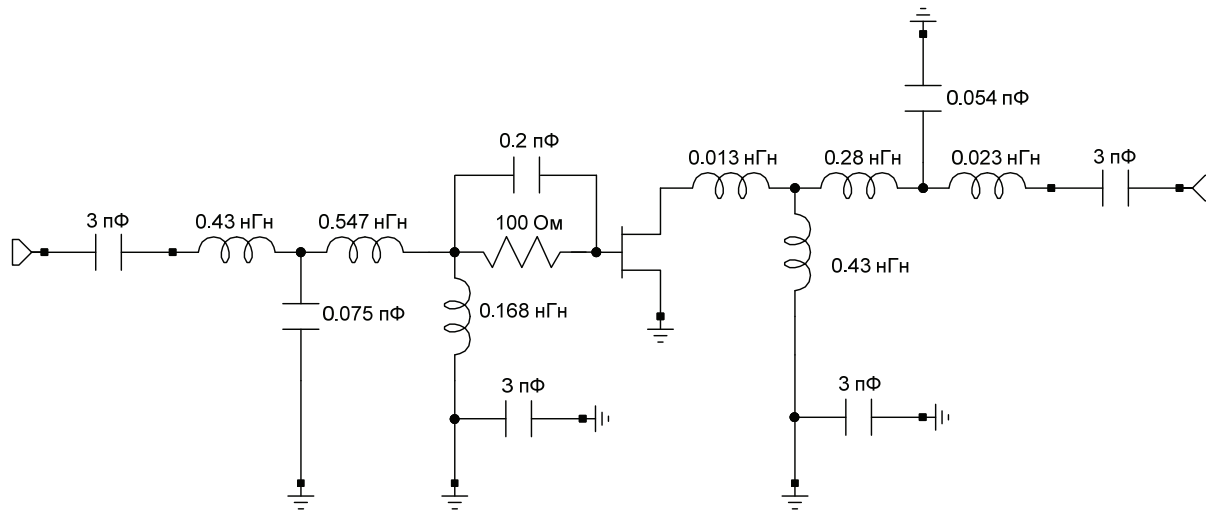 0.054 пФ
0.2 пФ
0.013 нГн
0.28 нГн
0.023 нГн
3 пФ
3 пФ
0.43 нГн
0.547 нГн
100 Ом
0.43 нГн
0.075 пФ
0.168 нГн
3 пФ
3 пФ